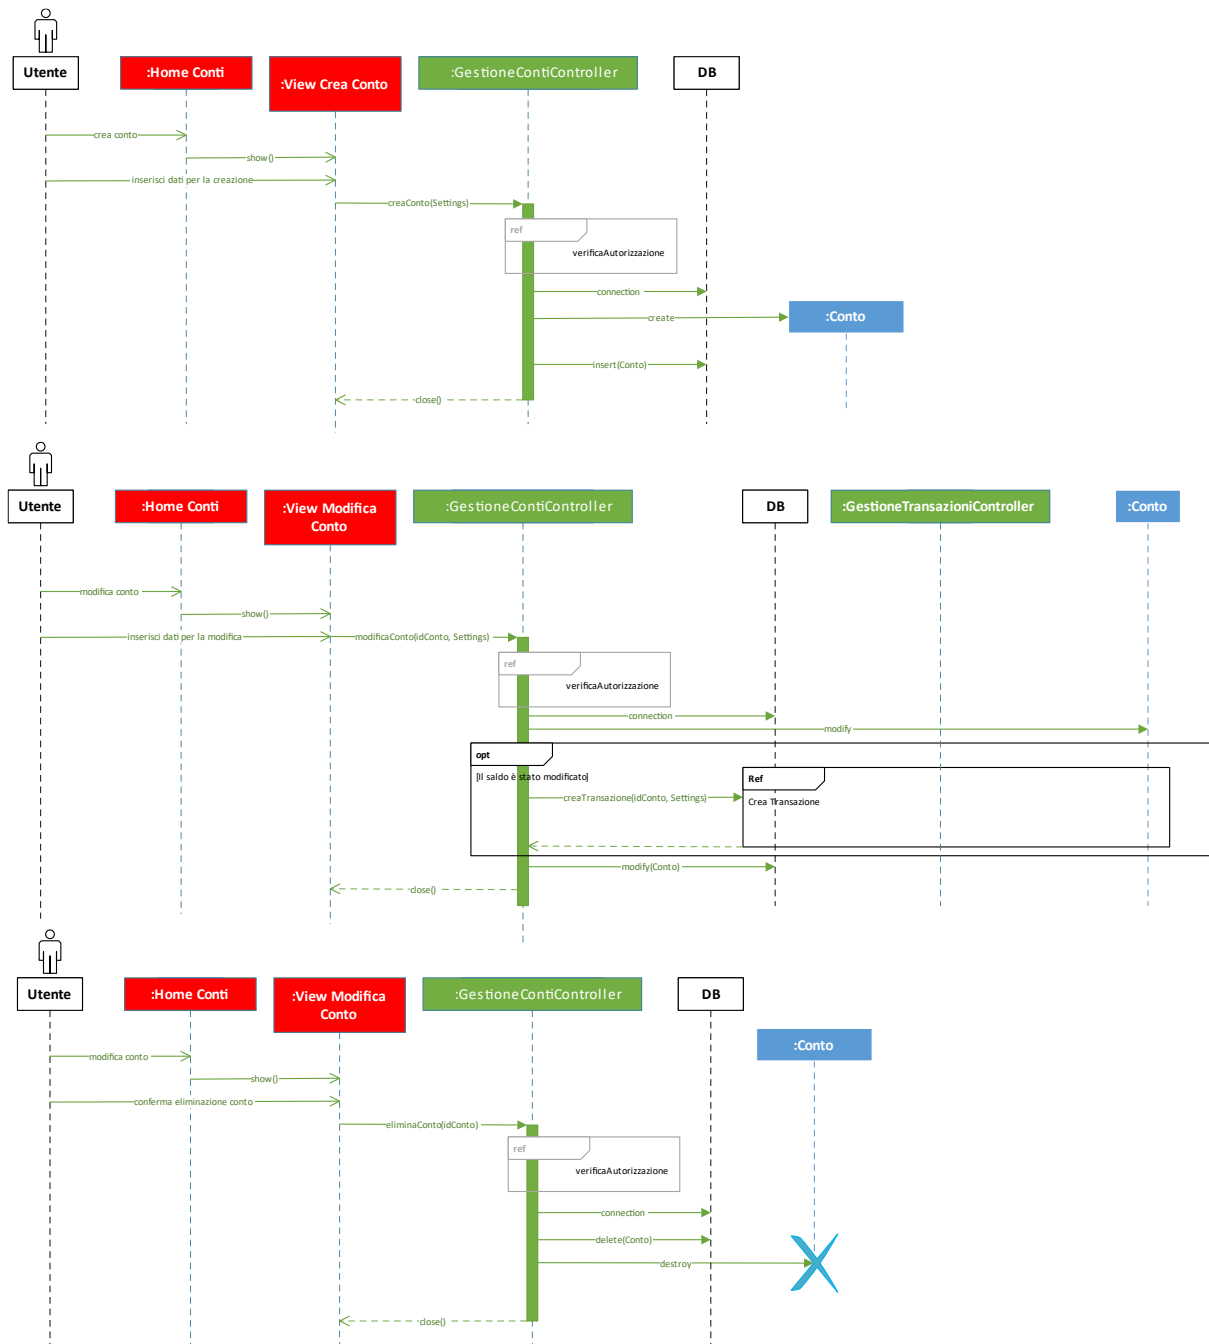 Utente
:Home Conti
:View Crea Conto
:GestioneContiController
DB
crea conto
show()
inserisci dati per la creazione
creaConto(Settings)
ref
verificaAutorizzazione
connection
create
:Conto
insert(Conto)
close()
Utente
:Home Conti
:View Modifica
Conto
:GestioneContiController
DB
:GestioneTransazioniController
:Conto
modifica conto
show()
inserisci dati per la modifica
modificaConto(idConto, Settings)
ref
verificaAutorizzazione
connection
modify
opt
[Il saldo è stato modificato]
Ref
creaTransazione(idConto, Settings)
Crea Transazione
modify(Conto)
close()
Utente
:Home Conti
:View Modifica
Conto
:GestioneContiController
DB
:Conto
modifica conto
show()
conferma eliminazione conto
eliminaConto(idConto)
ref
verificaAutorizzazione
connection
delete(Conto)
destroy
close()